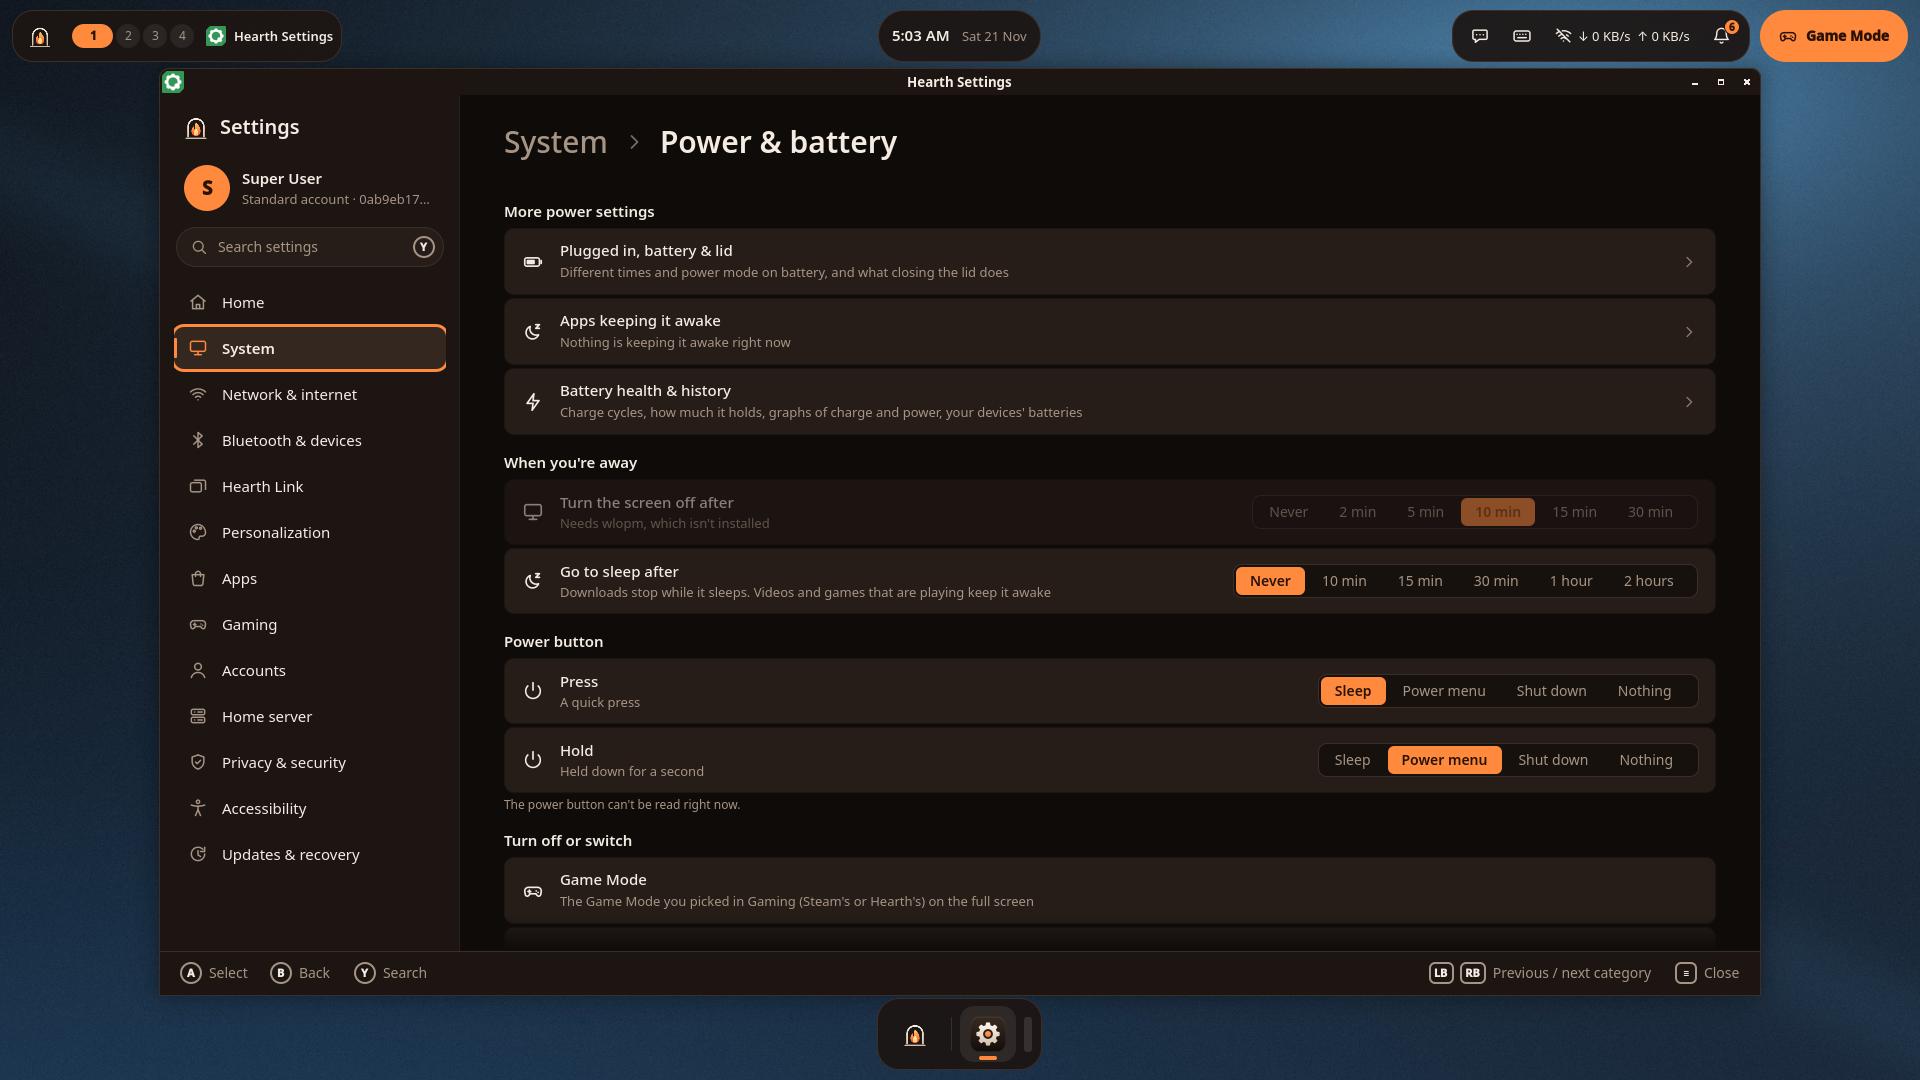 1 2 3 4 Hearth Settings
5:03 AM Sat 21 Nov
↓ 0 KB/s ↑ 0 KB/s 6 Game Mode
Hearth Settings
Settings
S
Super User
Standard account · 0ab9eb17...
Search settings Y
Home
System
Network & internet
Bluetooth & devices
Hearth Link
Personalization
Apps
Gaming
Accounts
Home server
Privacy & security
Accessibility
Updates & recovery
System > Power & battery
More power settings
Plugged in, battery & lid
Different times and power mode on battery, and what closing the lid does
Apps keeping it awake
Nothing is keeping it awake right now
Battery health & history
Charge cycles, how much it holds, graphs of charge and power, your devices' batteries
When you're away
Turn the screen off after
Needs wlopm, which isn't installed
Never 2 min 5 min 10 min 15 min 30 min
Go to sleep after
Downloads stop while it sleeps. Videos and games that are playing keep it awake
Never 10 min 15 min 30 min 1 hour 2 hours
Power button
Press
A quick press
Sleep Power menu Shut down Nothing
Hold
Held down for a second
Sleep Power menu Shut down Nothing
The power button can't be read right now.
Turn off or switch
Game Mode
The Game Mode you picked in Gaming (Steam's or Hearth's) on the full screen
A Select B Back Y Search
LB RB Previous / next category ≡ Close